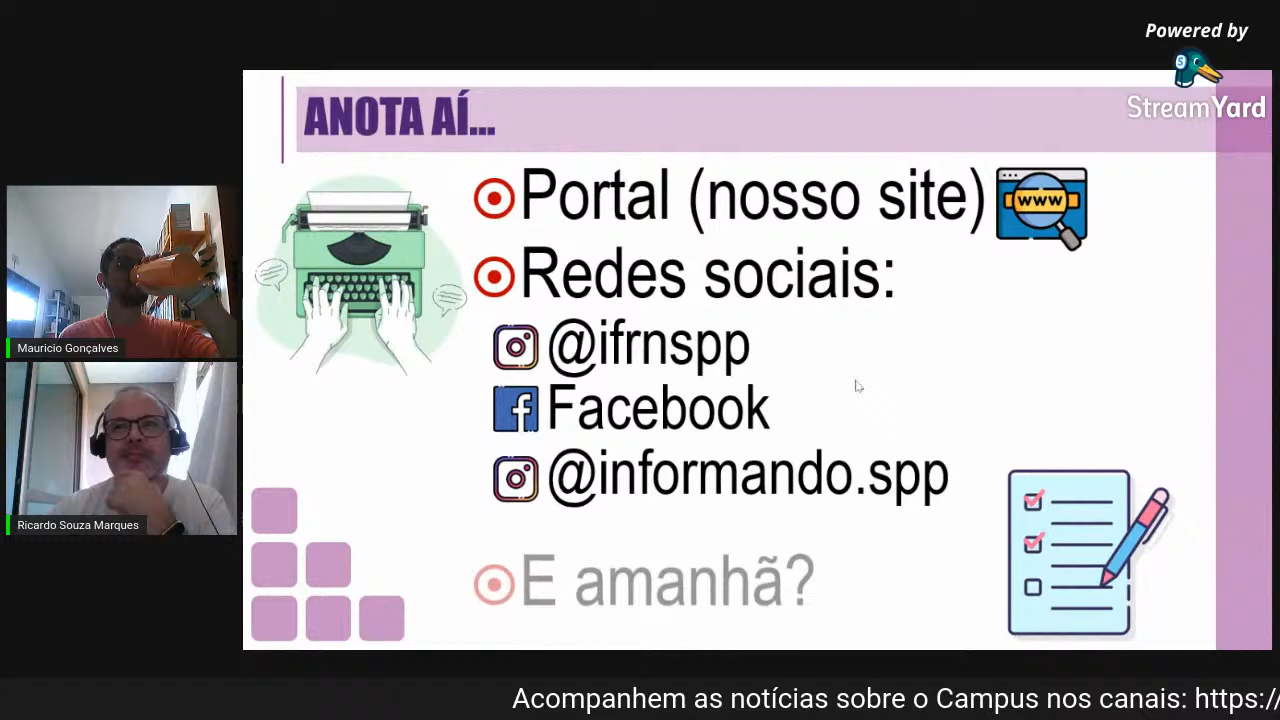 Powered by
StreamYard
ANOTA AÍ...
Portal (nosso site)
WWW
Redes sociais:
@ifrnspp
Facebook
@informando.spp
E amanhã?
Mauricio Gonçalves
Ricardo Souza Marques
Acompanhem as notícias sobre o Campus nos canais: https:/